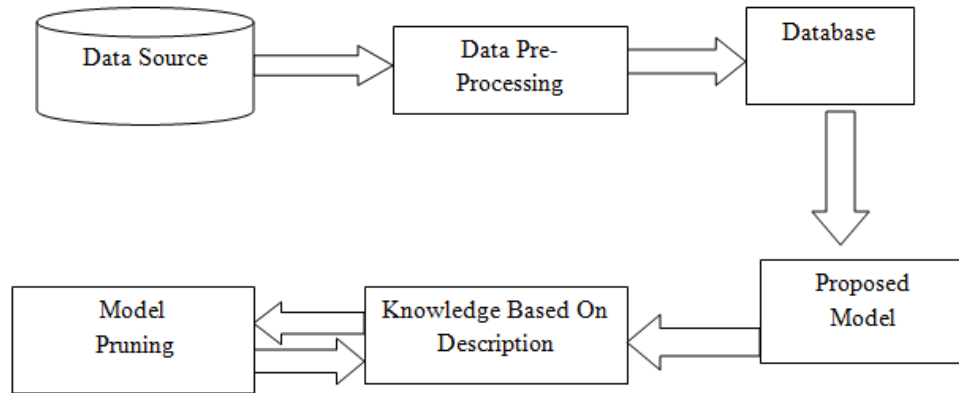 Data Source
Data Pre-
Processing
Database
Proposed
Model
Knowledge Based On
Description
Model
Pruning